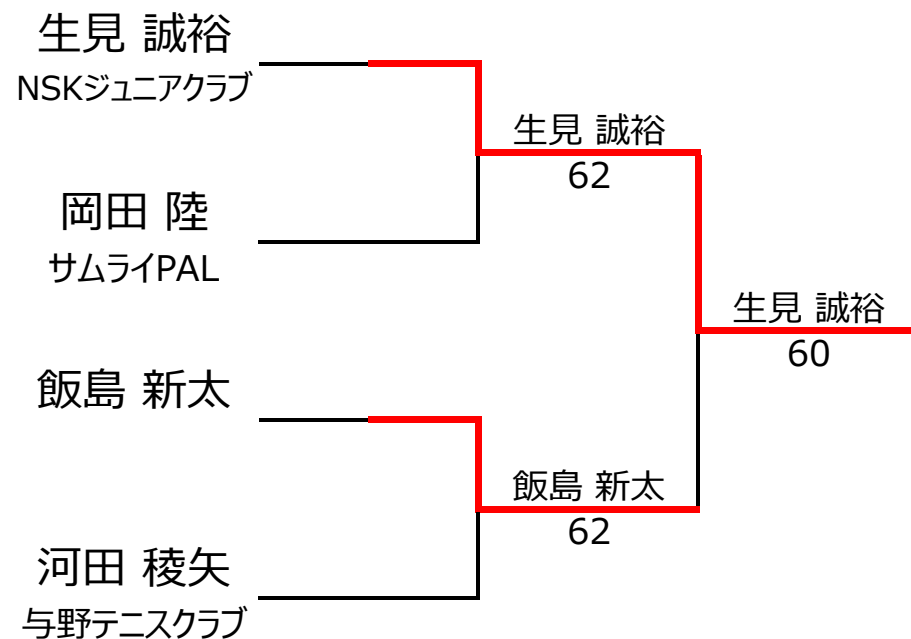 生見 誠裕
NSKジュニアクラブ
岡田 陸
サムライPAL
飯島 新太
河田 稜矢
与野テニスクラブ
生見 誠裕
62
飯島 新太
62
生見 誠裕
60